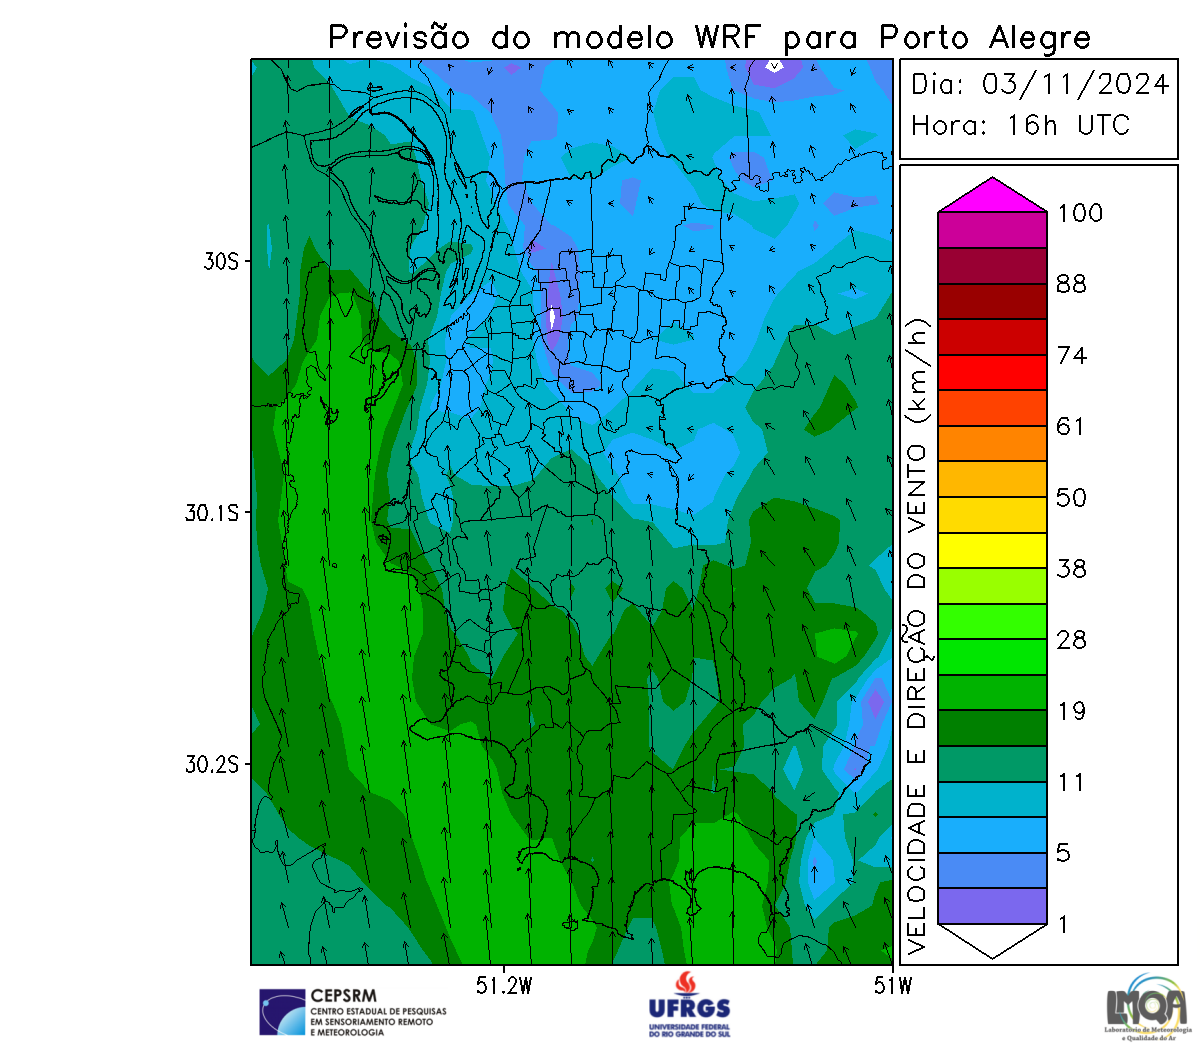 Previsão do modelo WRF para Porto Alegre
Dia: 03/11/2024
Hora: 16h UTC
VELOCIDADE E DIREÇÃO DO VENTO (km/h)
100
88
74
61
50
38
28
19
11
5
1
30S
30.1S
30.2S
51.2W
51W
CEPSRM
CENTRO ESTADUAL DE PESQUISAS
EM SENSORIAMENTO REMOTO
E METEOROLOGIA
UFRGS
UNIVERSIDADE FEDERAL
DO RIO GRANDE DO SUL
LMQA
Laboratório de Meteorologia
e Qualidade do Ar